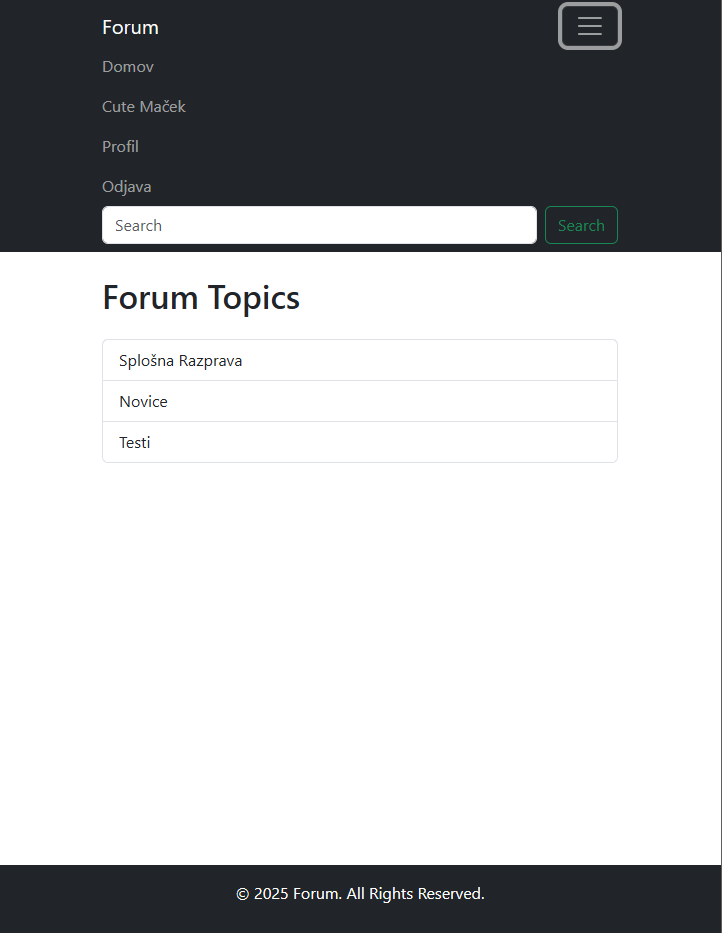 Forum
Domov
Cute Maček
Profil
Odjava
Search Search
Forum Topics
Splošna Razprava
Novice
Testi
© 2025 Forum. All Rights Reserved.